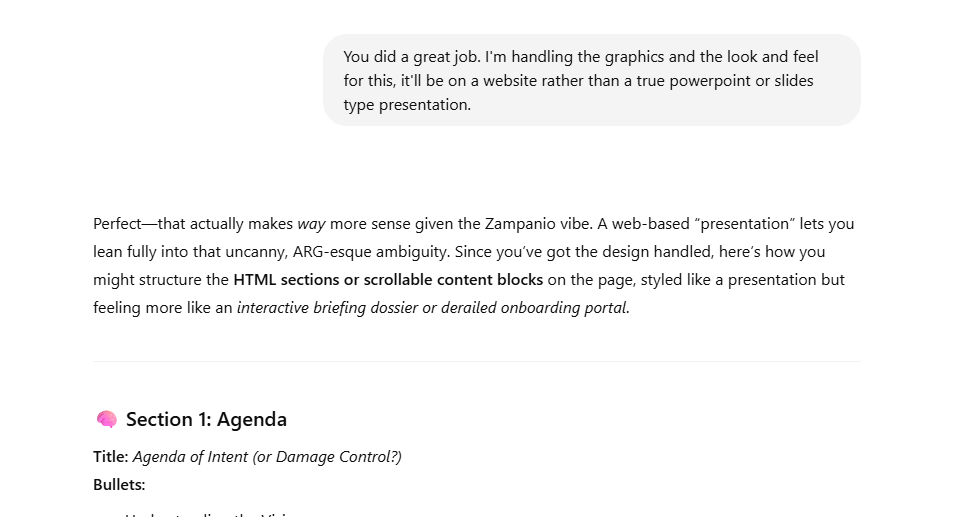 You did a great job. I'm handling the graphics and the look and feel
for this, it'll be on a website rather than a true powerpoint or slides
type presentation.
Perfect—that actually makes way more sense given the Zampanio vibe. A web-based “presentation” lets you
lean fully into that uncanny, ARG-esque ambiguity. Since you’ve got the design handled, here’s how you
might structure the HTML sections or scrollable content blocks on the page, styled like a presentation but
feeling more like an interactive briefing dossier or derailed onboarding portal.
🧠 Section 1: Agenda
Title: Agenda of Intent (or Damage Control?)
Bullets: